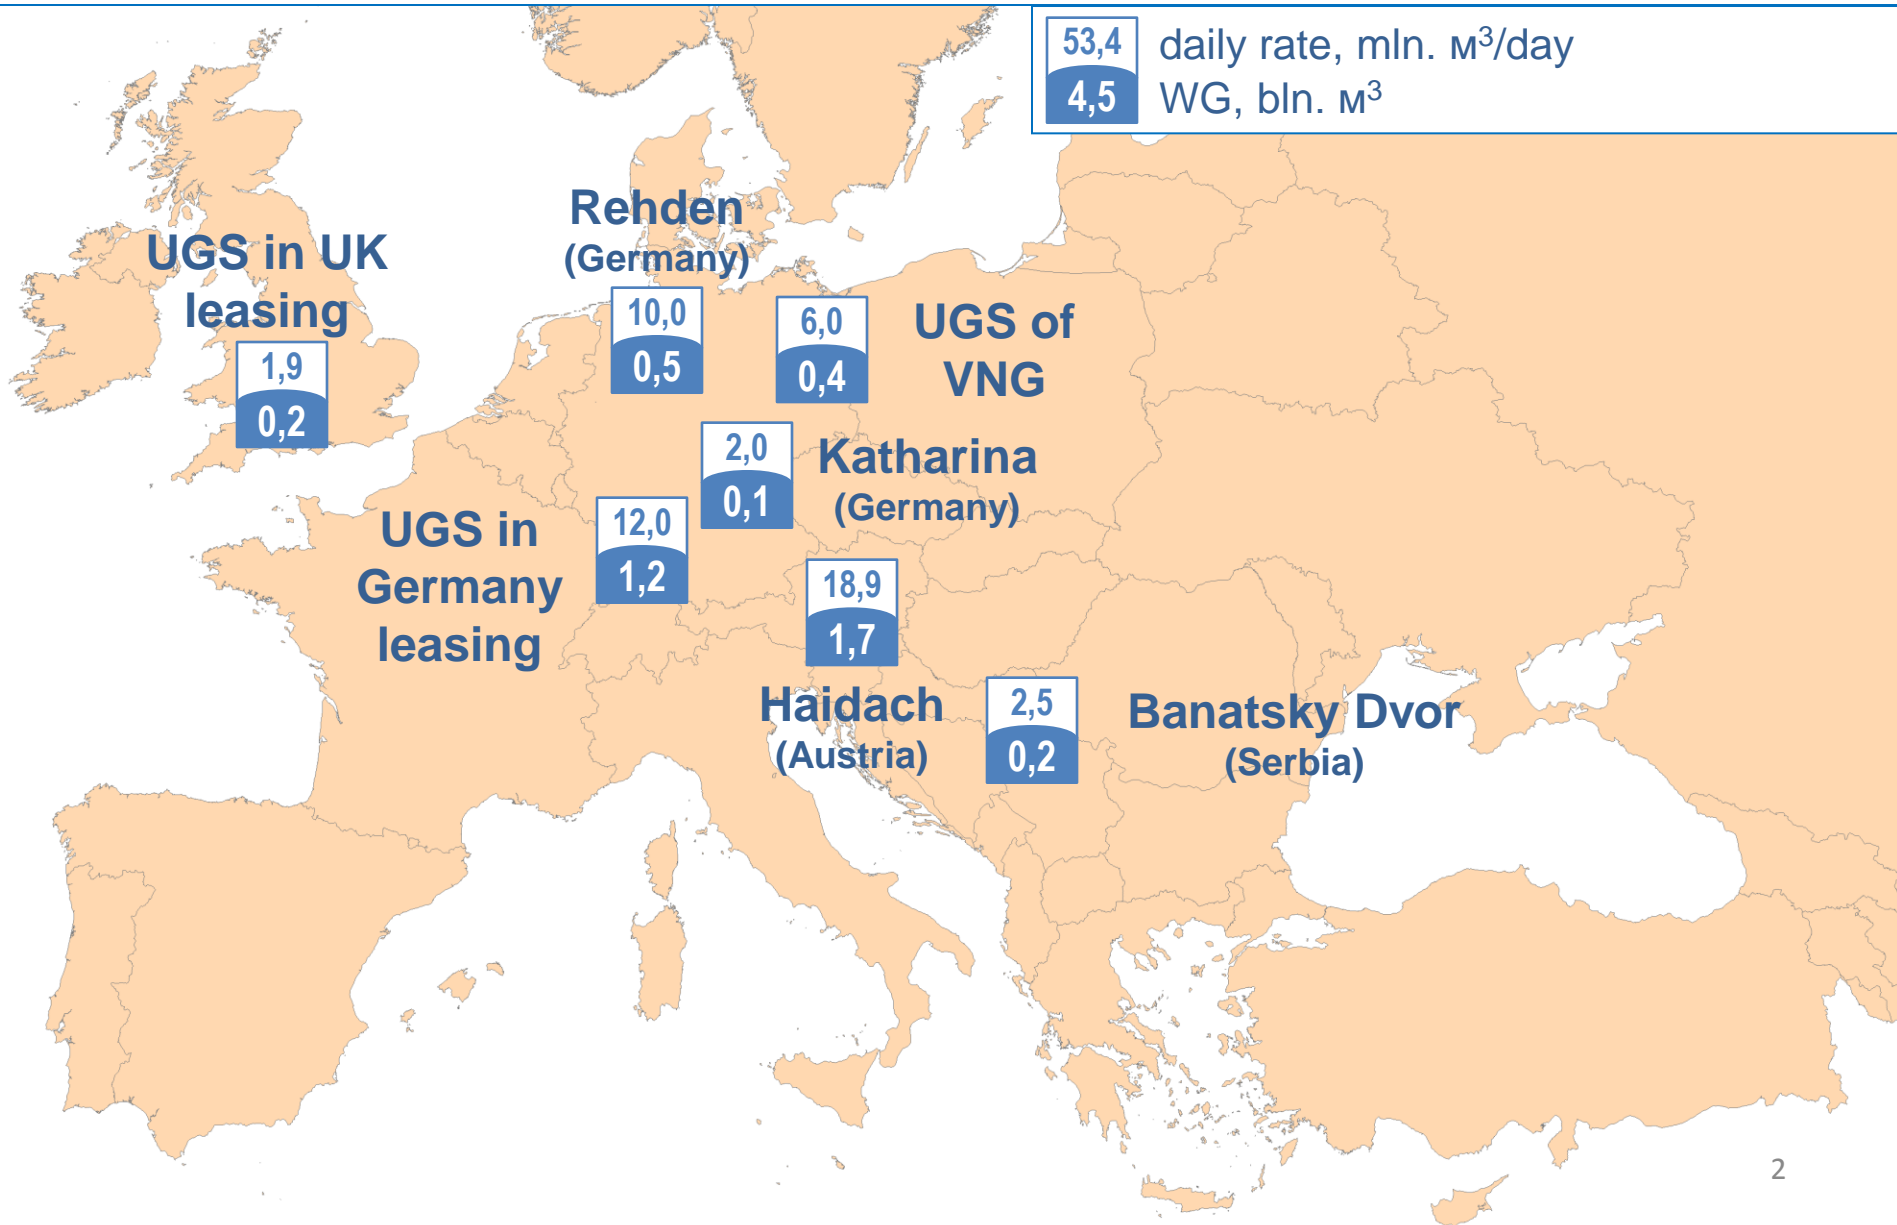 53,4
daily rate, mln. м³/day
4,5
WG, bln. м³
Rehden
(Germany)
10,0
0,5
UGS in UK
leasing
1,9
0,2
6,0
0,4
UGS of
VNG
2,0
0,1
Katharina
(Germany)
UGS in
Germany
leasing
12,0
1,2
18,9
1,7
Haidach
(Austria)
2,5
0,2
Banatsky Dvor
(Serbia)
2